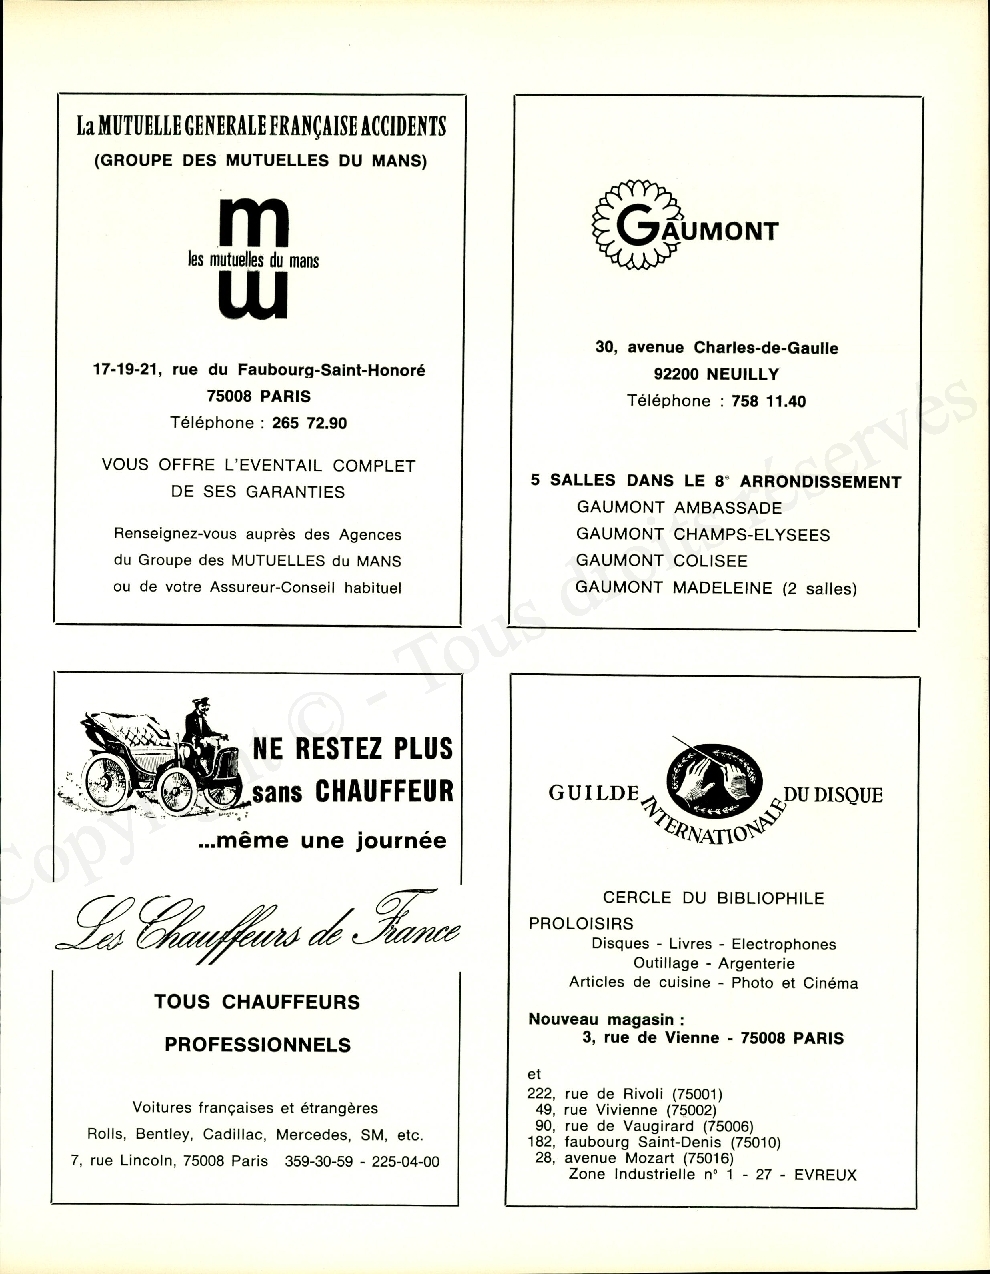 La MUTUELLE GENERALE FRANÇAISE ACCIDENTS
(GROUPE DES MUTUELLES DU MANS)
m
les mutuelles du mans
m
17-19-21, rue du Faubourg-Saint-Honoré
75008 PARIS
Téléphone : 265 72.90
VOUS OFFRE L'EVENTAIL COMPLET
DE SES GARANTIES
Renseignez-vous auprès des Agences
du Groupe des MUTUELLES DU MANS
ou de votre Assureur-Conseil habituel
GAUMONT
30, avenue Charles-de-Gaulle
92200 NEUILLY
Téléphone : 758 11.40
5 SALLES DANS LE 8° ARRONDISSEMENT
GAUMONT AMBASSADE
GAUMONT CHAMPS-ELYSEES
GAUMONT COLISEE
GAUMONT MADELEINE (2 salles)
NE RESTEZ PLUS
sans CHAUFFEUR
...même une journée
Les Chauffeurs de France
TOUS CHAUFFEURS
PROFESSIONNELS
Voitures françaises et étrangères
Rolls, Bentley, Cadillac, Mercedes, SM, etc.
7, rue Lincoln, 75008 Paris 359-30-59 - 225-04-00
GUILDE INTERNATIONALE DU DISQUE
CERCLE DU BIBLIOPHILE
PROLOISIRS
Disques - Livres - Electrophones
Outillage - Argenterie
Articles de cuisine - Photo et Cinéma
Nouveau magasin :
3, rue de Vienne - 75008 PARIS
et
222, rue de Rivoli (75001)
49, rue Vivienne (75002)
90, rue de Vaugirard (75006)
182, faubourg Saint-Denis (75010)
28, avenue Mozart (75016)
Zone Industrielle n° 1 - 27 - EVREUX
Copyright © - Tous droits réservés